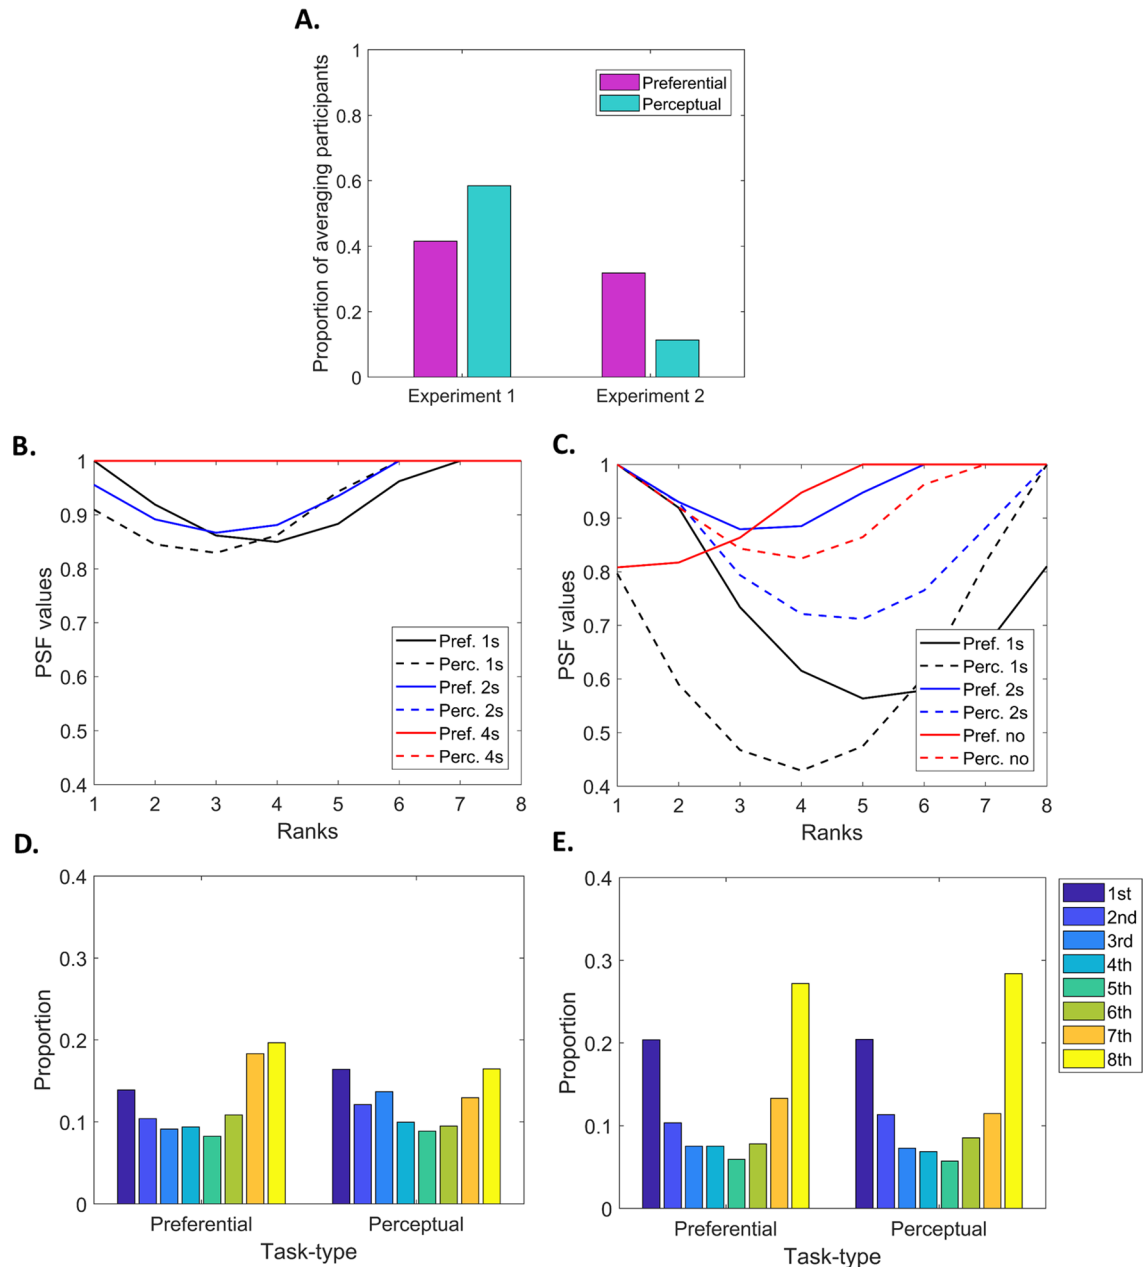 A.
Proportion of averaging participants
1
0.8
0.6
0.4
0.2
0
Preferential
Perceptual
Experiment 1
Experiment 2
B.
PSF values
1
0.9
0.8
0.7
0.6
0.5
0.4
Pref. 1s
Perc. 1s
Pref. 2s
Perc. 2s
Pref. 4s
Perc. 4s
1 2 3 4 5 6 7 8
Ranks
C.
PSF values
1
0.9
0.8
0.7
0.6
0.5
0.4
Pref. 1s
Perc. 1s
Pref. 2s
Perc. 2s
Pref. no
Perc. no
1 2 3 4 5 6 7 8
Ranks
D.
Proportion
0.4
0.3
0.2
0.1
0
Preferential
Perceptual
Task-type
E.
Proportion
0.4
0.3
0.2
0.1
0
Preferential
Perceptual
Task-type
1st
2nd
3rd
4th
5th
6th
7th
8th